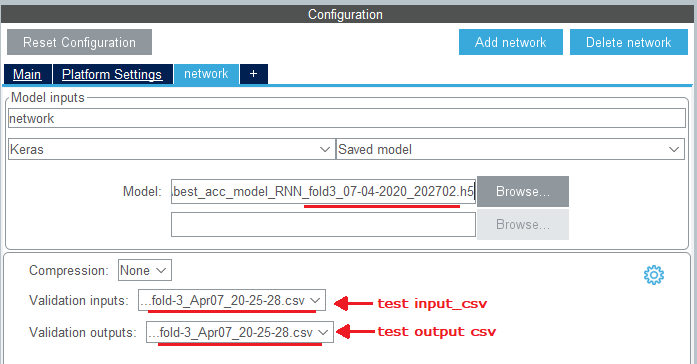 Configuration
Reset Configuration
Add network
Delete network
Main
Platform Settings
network
+
Model inputs
network
Keras
Saved model
Model:
\best_acc_model_RNN_fold3_07-04-2020_202702.h5
Browse...
Browse...
Compression:
None
Validation inputs:
...fold-3_Apr07_20-25-28.csv
test input_csv
Validation outputs:
...fold-3_Apr07_20-25-28.csv
test output csv